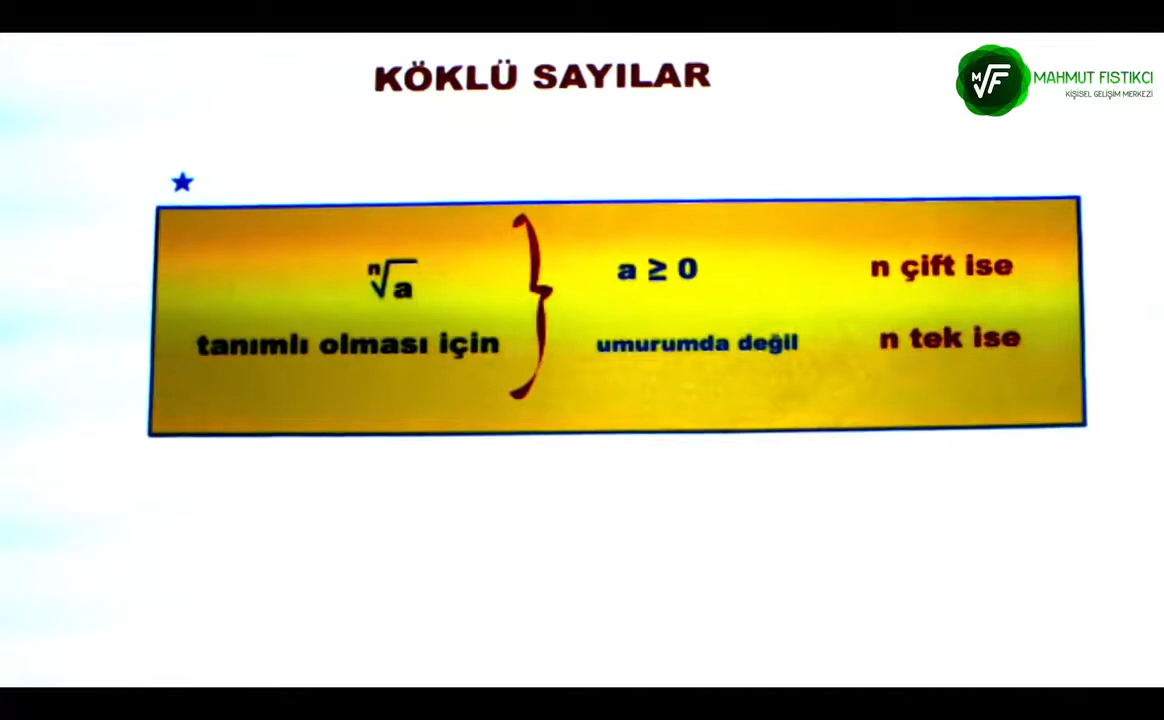 KÖKLÜ SAYILAR
MAHMUT FISTIKCI
KİŞİSEL GELİŞİM MERKEZİ
ⁿ√a
tanımlı olması için
a ≥ 0
n çift ise
umurumda değil
n tek ise